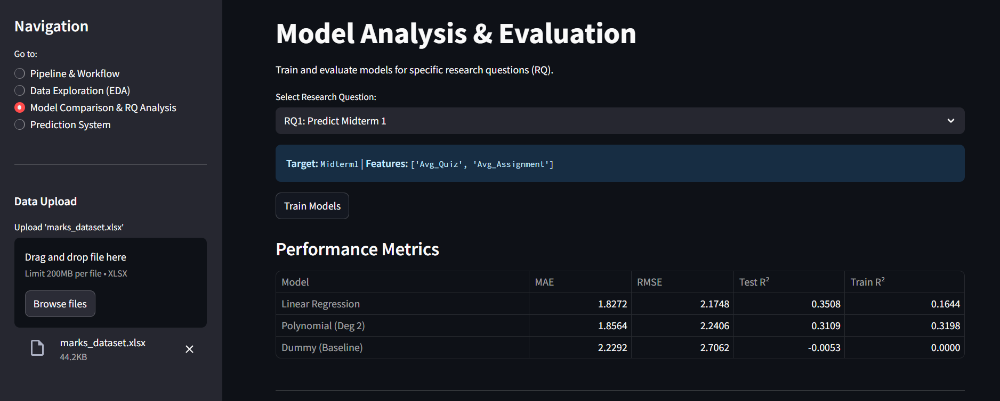 Navigation
Go to:
Pipeline & Workflow
Data Exploration (EDA)
Model Comparison & RQ Analysis
Prediction System
Data Upload
Upload 'marks_dataset.xlsx'
Drag and drop file here
Limit 200MB per file • XLSX
Browse files
marks_dataset.xlsx
44.2KB
Model Analysis & Evaluation
Train and evaluate models for specific research questions (RQ).
Select Research Question:
RQ1: Predict Midterm 1
Target: Midterm1 | Features: ['Avg_Quiz', 'Avg_Assignment']
Train Models
Performance Metrics
Model MAE RMSE Test R² Train R²
Linear Regression 1.8272 2.1748 0.3508 0.1644
Polynomial (Deg 2) 1.8564 2.2406 0.3109 0.3198
Dummy (Baseline) 2.2292 2.7062 -0.0053 0.0000